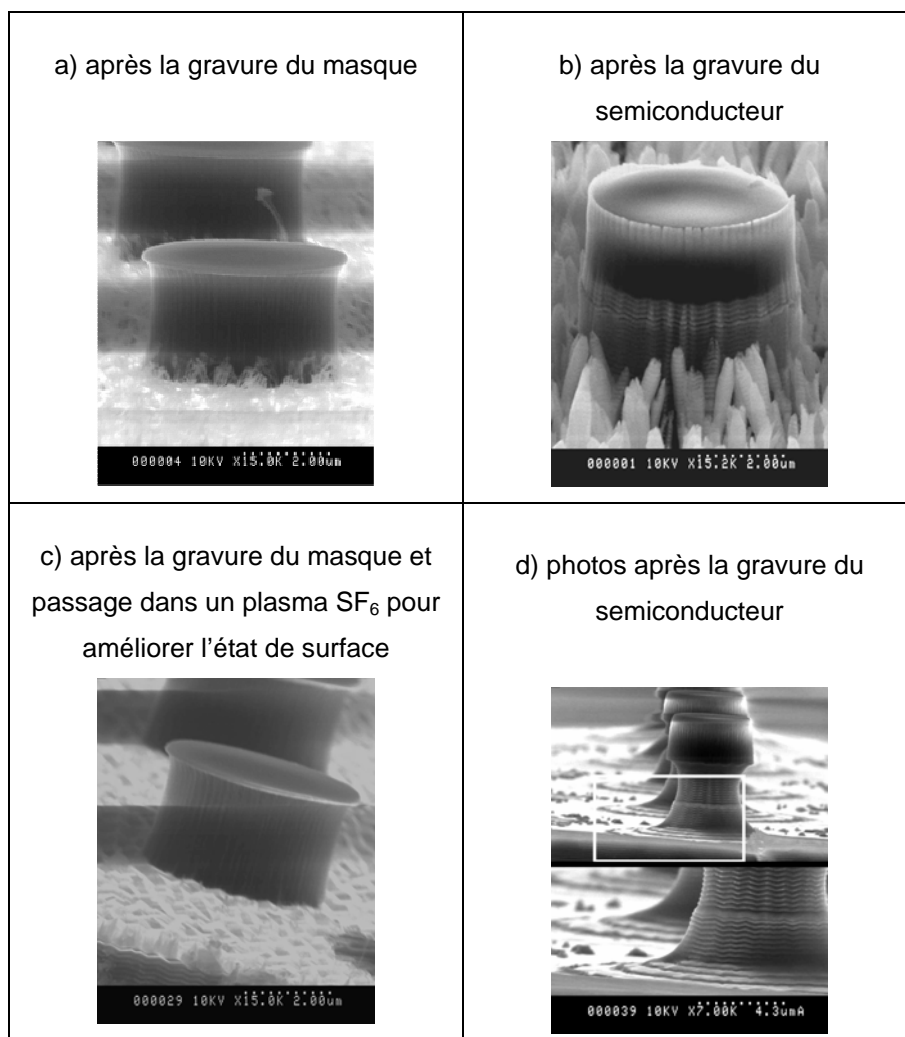 a) après la gravure du masque
b) après la gravure du
semiconducteur
000004 10KV X15.0K 2.00um
000001 10KV X15.2K 2.00um
c) après la gravure du masque et
passage dans un plasma SF₆ pour
améliorer l'état de surface
d) photos après la gravure du
semiconducteur
000029 10KV X15.0K 2.00um
000039 10KV X7.00K 4.3umA